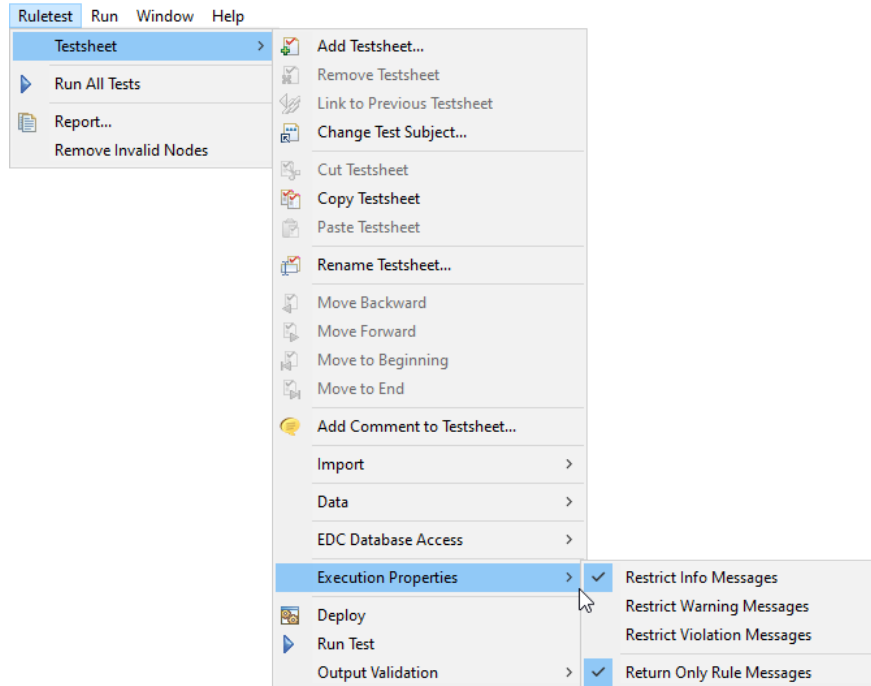 Ruletest Run Window Help
Testsheet
Run All Tests
Report...
Remove Invalid Nodes
Add Testsheet...
Remove Testsheet
Link to Previous Testsheet
Change Test Subject...
Cut Testsheet
Copy Testsheet
Paste Testsheet
Rename Testsheet...
Move Backward
Move Forward
Move to Beginning
Move to End
Add Comment to Testsheet...
Import
Data
EDC Database Access
Execution Properties
Deploy
Run Test
Output Validation
Restrict Info Messages
Restrict Warning Messages
Restrict Violation Messages
Return Only Rule Messages